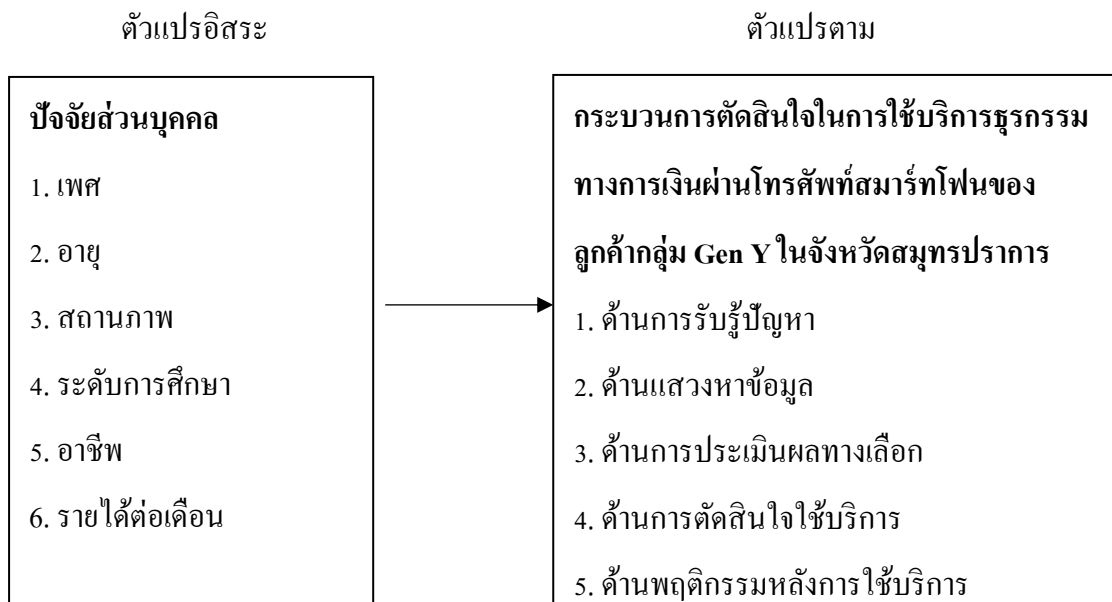 ตัวแปรอิสระ
ตัวแปรตาม
ปัจจัยส่วนบุคคล
1. เพศ
2. อายุ
3. สถานภาพ
4. ระดับการศึกษา
5. อาชีพ
6. รายได้ต่อเดือน
กระบวนการตัดสินใจในการใช้บริการธุรกรรม
ทางการเงินผ่านโทรศัพท์สมาร์ทโฟนของ
ลูกค้ากลุ่ม Gen Y ในจังหวัดสมุทรปราการ
1. ด้านการรับรู้ปัญหา
2. ด้านแสวงหาข้อมูล
3. ด้านการประเมินผลทางเลือก
4. ด้านการตัดสินใจใช้บริการ
5. ด้านพฤติกรรมหลังการใช้บริการ